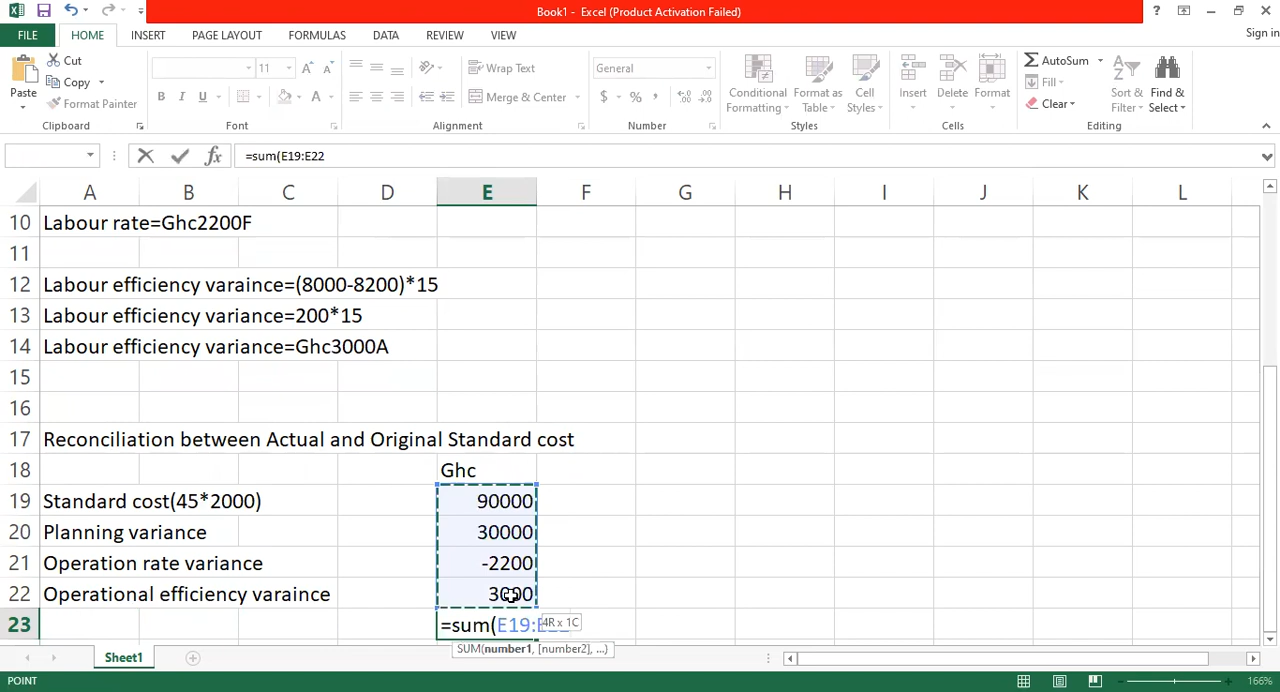 Book1 - Excel (Product Activation Failed)
?
FILE HOME INSERT PAGE LAYOUT FORMULAS DATA REVIEW VIEW Sign in
Paste
Cut
Copy
Format Painter
Clipboard
11
A A
B I U A
Font
Wrap Text
Merge & Center
Alignment
General
$ % ,
Number
Conditional Formatting
Format as Table
Cell Styles
Styles
Insert Delete Format
Cells
AutoSum
Fill
Clear
Sort & Filter
Find & Select
Editing
fx =sum(E19:E22
A B C D E F G H I J K L
10 Labour rate=Ghc2200F
11
12 Labour efficiency varaince=(8000-8200)*15
13 Labour efficiency variance=200*15
14 Labour efficiency variance=Ghc3000A
15
16
17 Reconciliation between Actual and Original Standard cost
18 Ghc
19 Standard cost(45*2000) 90000
20 Planning variance 30000
21 Operation rate variance -2200
22 Operational efficiency varaince 3000
23 =sum(E19:E22
4R x 1C
SUM(number1, [number2], ...)
Sheet1
POINT 166%